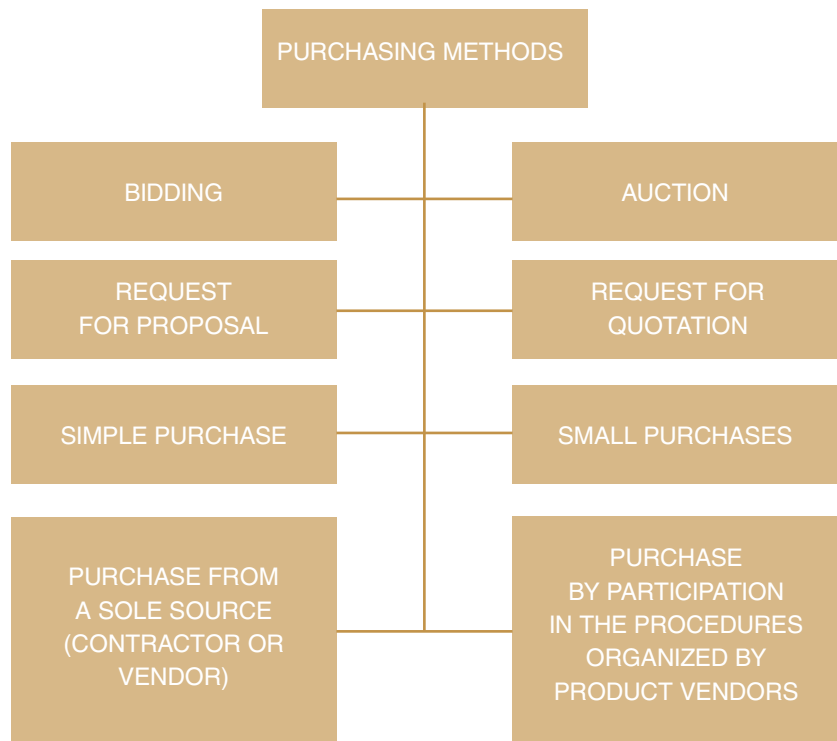 PURCHASING METHODS
BIDDING
AUCTION
REQUEST
FOR PROPOSAL
REQUEST FOR
QUOTATION
SIMPLE PURCHASE
SMALL PURCHASES
PURCHASE FROM
A SOLE SOURCE
(CONTRACTOR OR
VENDOR)
PURCHASE
BY PARTICIPATION
IN THE PROCEDURES
ORGANIZED BY
PRODUCT VENDORS